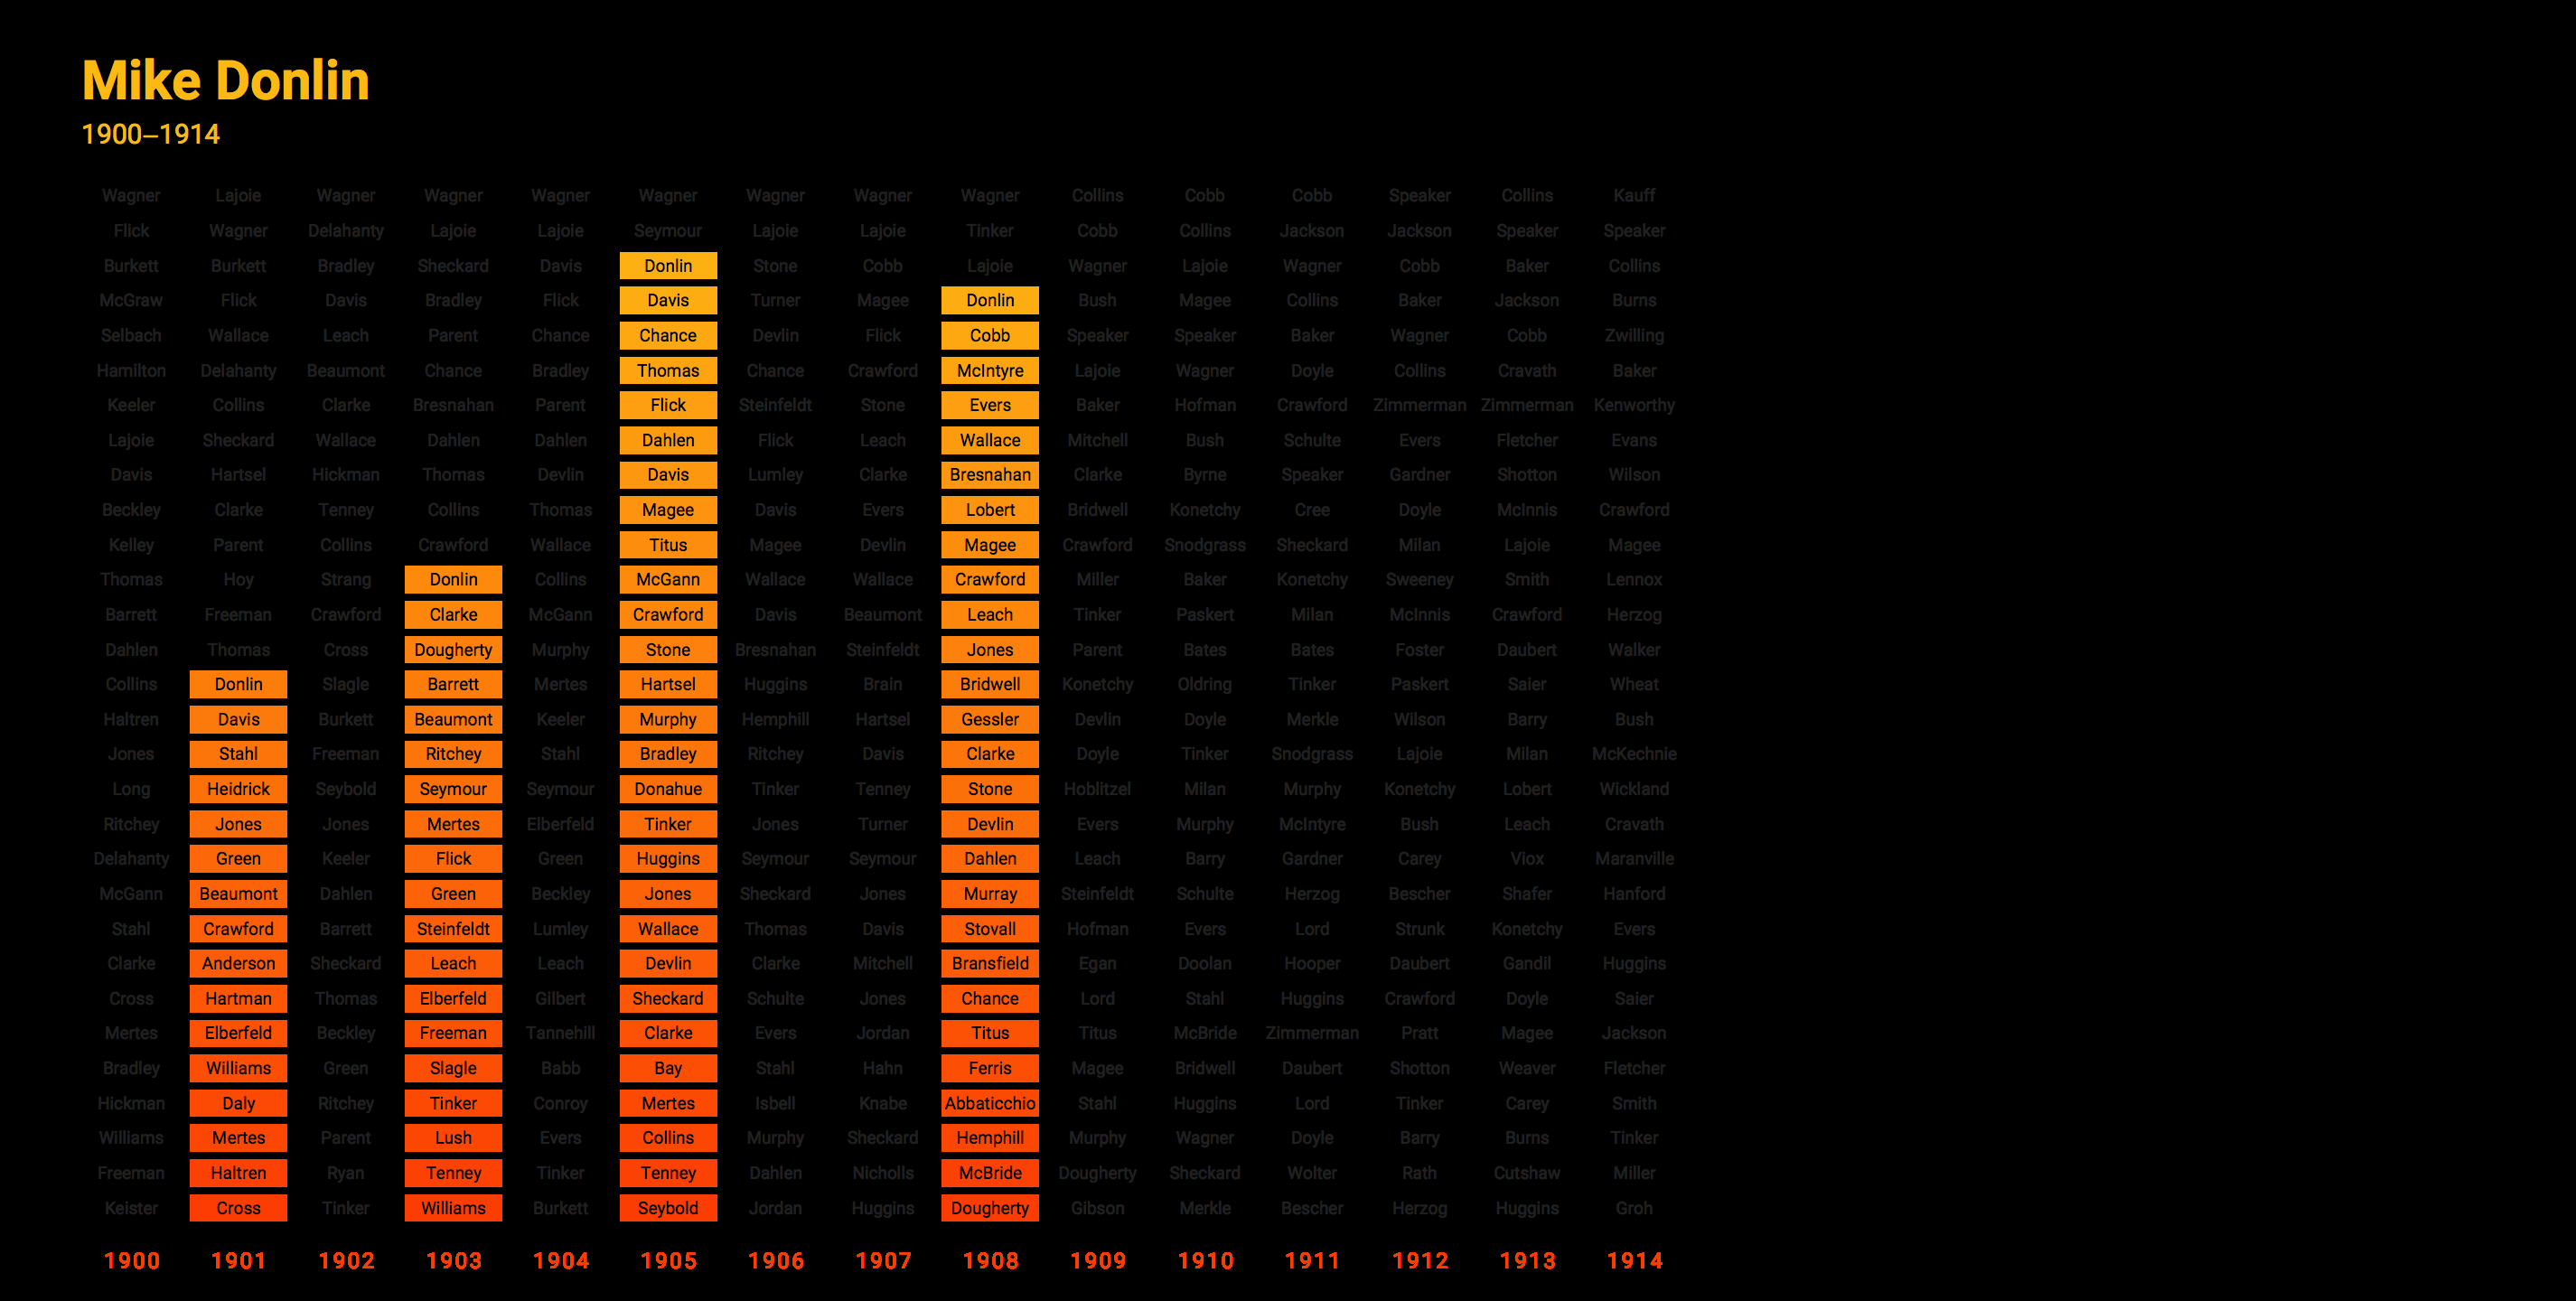 Mike Donlin
1900–1914
Wagner Lajoie Wagner Wagner Wagner Wagner Wagner Wagner Wagner Collins Cobb Cobb Speaker Collins Kauff
Flick Wagner Delahanty Lajoie Lajoie Seymour Lajoie Lajoie Tinker Cobb Collins Jackson Jackson Speaker Speaker
Burkett Burkett Bradley Sheckard Davis Donlin Stone Cobb Lajoie Wagner Lajoie Wagner Cobb Baker Collins
McGraw Flick Davis Bradley Flick Davis Turner Magee Donlin Bush Magee Collins Baker Jackson Burns
Selbach Wallace Leach Parent Chance Chance Devlin Flick Cobb Speaker Speaker Baker Wagner Cobb Zwilling
Hamilton Delahanty Beaumont Chance Bradley Thomas Chance Crawford McIntyre Lajoie Wagner Doyle Collins Cravath Baker
Keeler Collins Clarke Bresnahan Parent Flick Steinfeldt Stone Evers Baker Hofman Crawford Zimmerman Zimmerman Kenworthy
Lajoie Sheckard Wallace Dahlen Dahlen Dahlen Flick Leach Wallace Mitchell Bush Schulte Evers Fletcher Evans
Davis Hartsel Hickman Thomas Devlin Davis Lumley Clarke Bresnahan Clarke Byrne Speaker Gardner Shotton Wilson
Beckley Clarke Tenney Collins Thomas Magee Davis Evers Lobert Bridwell Konetchy Cree Doyle McInnis Crawford
Kelley Parent Collins Crawford Wallace Titus Magee Devlin Magee Crawford Snodgrass Sheckard Milan Lajoie Magee
Thomas Hoy Strang Donlin Collins McGann Wallace Wallace Crawford Miller Baker Konetchy Sweeney Smith Lennox
Barrett Freeman Crawford Clarke McGann Crawford Davis Beaumont Leach Tinker Paskert Milan McInnis Crawford Herzog
Dahlen Thomas Cross Dougherty Murphy Stone Bresnahan Steinfeldt Jones Parent Bates Bates Foster Daubert Walker
Collins Donlin Slagle Barrett Mertes Hartsel Huggins Brain Bridwell Konetchy Oldring Tinker Paskert Saier Wheat
Haltren Davis Burkett Beaumont Keeler Murphy Hemphill Hartsel Gessler Devlin Doyle Merkle Wilson Barry Bush
Jones Stahl Freeman Ritchey Stahl Bradley Ritchey Davis Clarke Doyle Tinker Snodgrass Lajoie Milan McKechnie
Long Heidrick Seybold Seymour Seymour Donahue Tinker Tenney Stone Hoblitzel Milan Murphy Konetchy Lobert Wickland
Ritchey Jones Jones Mertes Elberfeld Tinker Jones Turner Devlin Evers Murphy McIntyre Bush Leach Cravath
Delahanty Green Keeler Flick Green Huggins Seymour Seymour Dahlen Leach Barry Gardner Carey Viox Maranville
McGann Beaumont Dahlen Green Beckley Jones Sheckard Jones Murray Steinfeldt Schulte Herzog Bescher Shafer Hanford
Stahl Crawford Barrett Steinfeldt Lumley Wallace Thomas Davis Stovall Hofman Evers Lord Strunk Konetchy Evers
Clarke Anderson Sheckard Leach Leach Devlin Clarke Mitchell Bransfield Egan Doolan Hooper Daubert Gandil Huggins
Cross Hartman Thomas Elberfeld Gilbert Sheckard Schulte Jones Chance Lord Stahl Huggins Crawford Doyle Saier
Mertes Elberfeld Beckley Freeman Tannehill Clarke Evers Jordan Titus Titus McBride Zimmerman Pratt Magee Jackson
Bradley Williams Green Slagle Babb Bay Stahl Hahn Ferris Magee Bridwell Daubert Shotton Weaver Fletcher
Hickman Daly Ritchey Tinker Conroy Mertes Isbell Knabe Abbaticchio Stahl Huggins Lord Tinker Carey Smith
Williams Mertes Parent Lush Evers Collins Murphy Sheckard Hemphill Murphy Wagner Doyle Barry Burns Tinker
Freeman Haltren Ryan Tenney Tinker Tenney Dahlen Nicholls McBride Dougherty Sheckard Wolter Rath Cutshaw Miller
Keister Cross Tinker Williams Burkett Seybold Jordan Huggins Dougherty Gibson Merkle Bescher Herzog Huggins Groh
1900 1901 1902 1903 1904 1905 1906 1907 1908 1909 1910 1911 1912 1913 1914